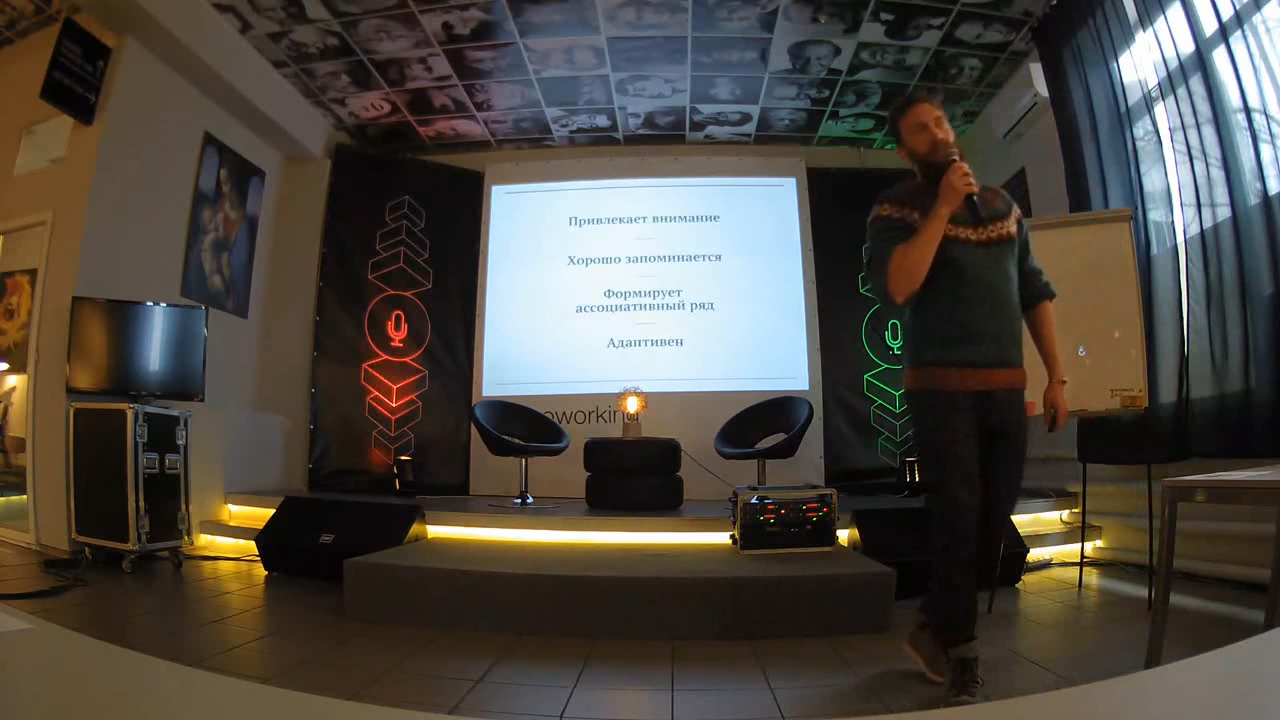 Привлекает внимание
Хорошо запоминается
Формирует
ассоциативный ряд
Адаптивен
oworking